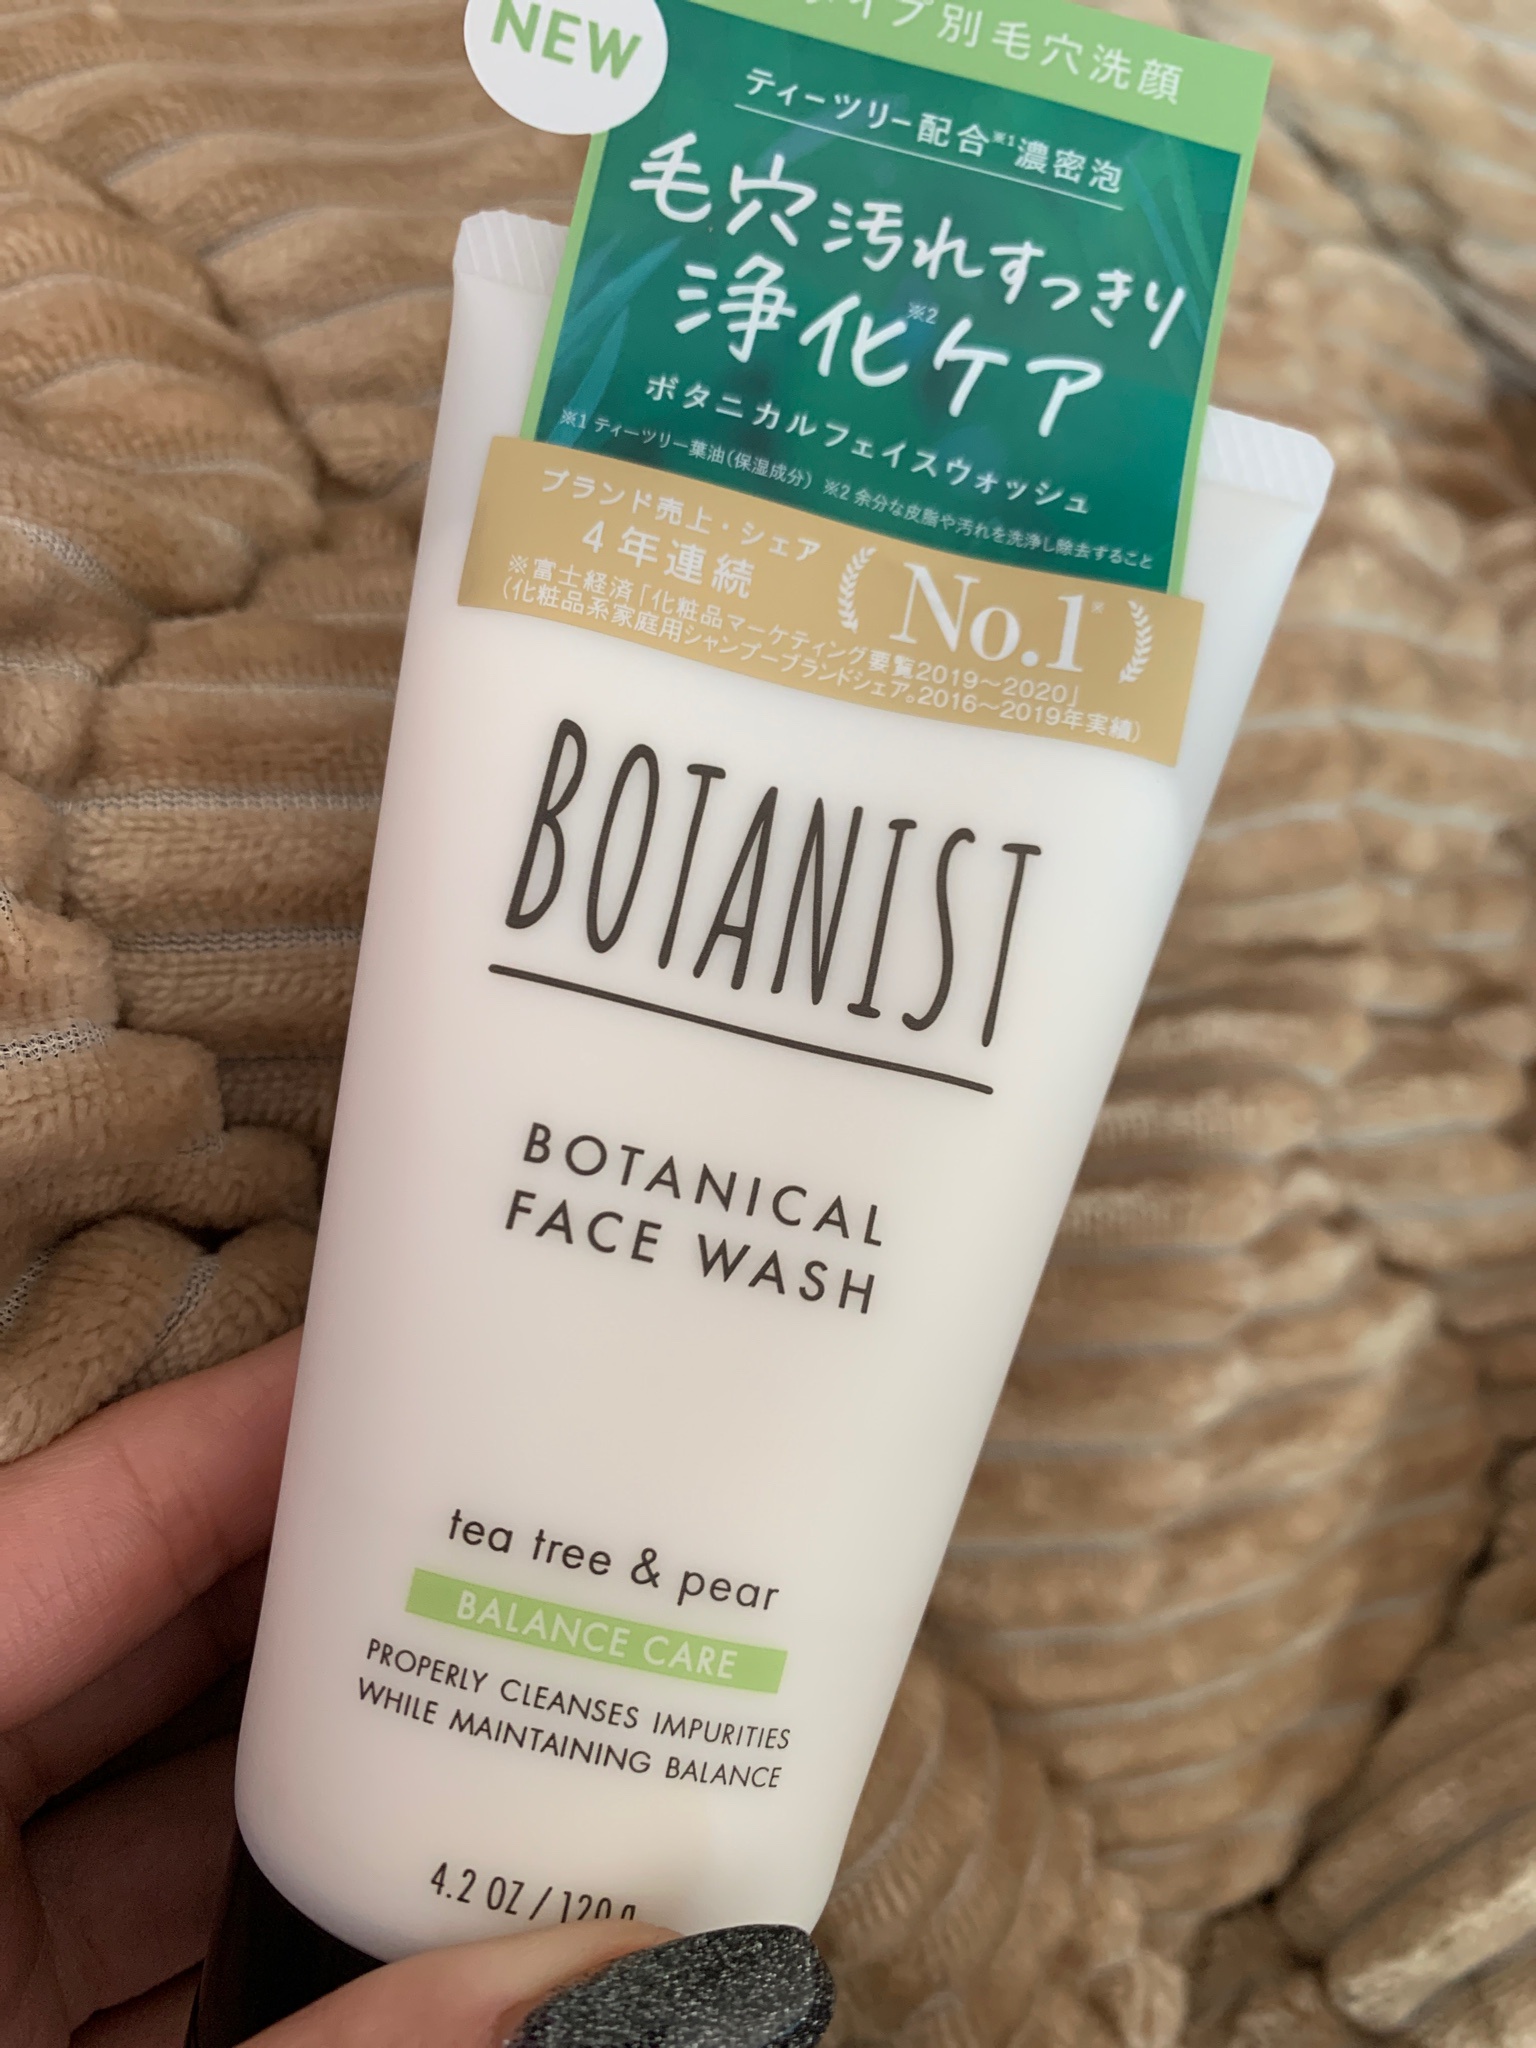 NEW
タイプ別毛穴洗顔
ティーツリー配合※1濃密泡
毛穴汚れすっきり
浄化※2ケア
ボタニカルフェイスウォッシュ
※1 ティーツリー葉油(保湿成分) ※2 余分な皮脂や汚れを洗浄し除去すること
ブランド売上・シェア
4年連続
No.1※
※富士経済「化粧品マーケティング要覧2019～2020」
(化粧品系家庭用シャンプーブランドシェア。2016～2019年実績)
BOTANIST
BOTANICAL
FACE WASH
tea tree & pear
BALANCE CARE
PROPERLY CLEANSES IMPURITIES
WHILE MAINTAINING BALANCE
4.2 OZ / 120 g